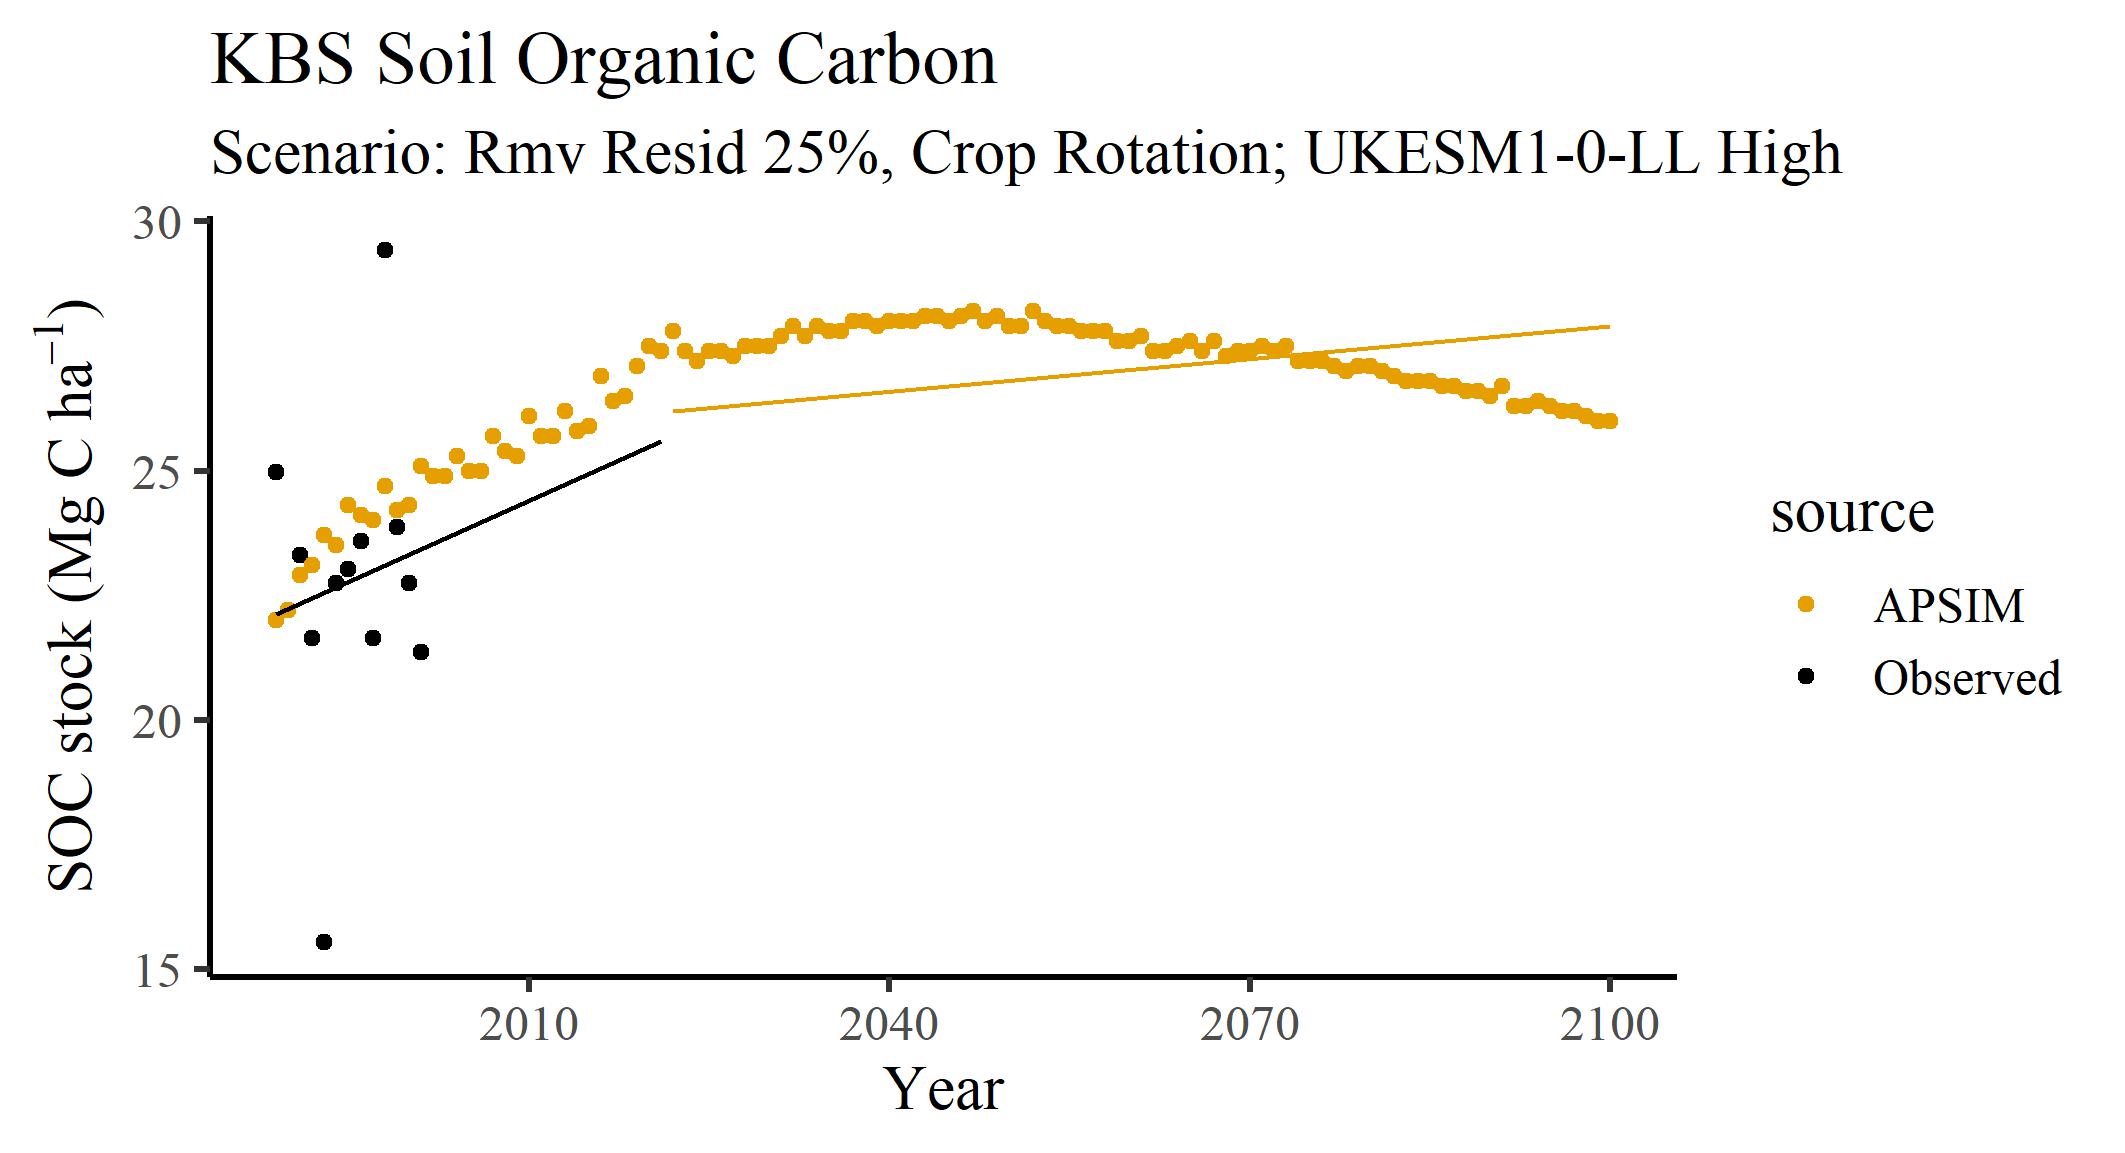 KBS Soil Organic Carbon
Scenario: Rmv Resid 25%, Crop Rotation; UKESM1-0-LL High
SOC stock (Mg C ha⁻¹)
30
25
20
15
2010
2040
2070
2100
Year
source
APSIM
Observed